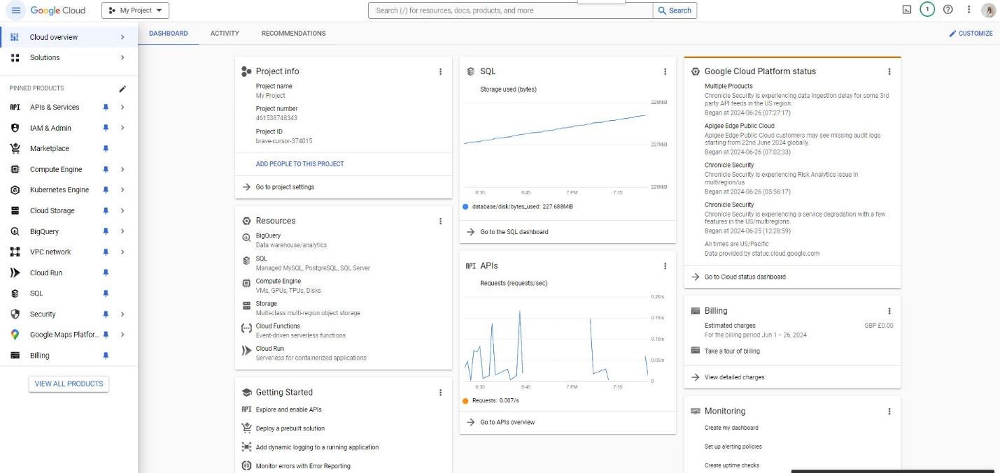 Google Cloud
My Project
Search (/) for resources, docs, products, and more
Search
1
Cloud overview
Solutions
PINNED PRODUCTS
API APIs & Services
IAM & Admin
Marketplace
Compute Engine
Kubernetes Engine
Cloud Storage
BigQuery
VPC network
Cloud Run
SQL
Security
Google Maps Platfor...
Billing
VIEW ALL PRODUCTS
DASHBOARD
ACTIVITY
RECOMMENDATIONS
CUSTOMIZE
Project info
Project name
My Project
Project number
461538748343
Project ID
brave-cursor-374015
ADD PEOPLE TO THIS PROJECT
Go to project settings
Resources
BigQuery
Data warehouse/analytics
SQL
Managed MySQL, PostgreSQL, SQL Server
Compute Engine
VMs, GPUs, TPUs, Disks
Storage
Multi-class multi-region object storage
Cloud Functions
Event-driven serverless functions
Cloud Run
Serverless for containerized applications
Getting Started
API Explore and enable APIs
Deploy a prebuilt solution
Add dynamic logging to a running application
Monitor errors with Error Reporting
SQL
Storage used (bytes)
228MiB
227MiB
226MiB
6:30 6:45 7 PM 7:15
database/disk/bytes_used: 227.688MiB
Go to the SQL dashboard
API APIs
Requests (requests/sec)
0.20/s
0.15/s
0.10/s
0.05/s
0
6:30 6:45 7 PM 7:15
Requests: 0.007/s
Go to APIs overview
Google Cloud Platform status
Multiple Products
Chronicle Security is experiencing data ingestion delay for some 3rd
party API feeds in the US region.
Began at 2024-06-26 (07:27:17)
Apigee Edge Public Cloud
Apigee Edge Public Cloud customers may see missing audit logs
starting from 22nd June 2024 globally.
Began at 2024-06-26 (07:02:33)
Chronicle Security
Chronicle Security is experiencing Risk Analytics issue in
multiregion/us
Began at 2024-06-26 (05:56:17)
Chronicle Security
Chronicle Security is experiencing a service degradation with a few
features in the US/multiregions.
Began at 2024-06-25 (12:28:59)
All times are US/Pacific
Data provided by status.cloud.google.com
Go to Cloud status dashboard
Billing
Estimated charges GBP £0.00
For the billing period Jun 1 – 26, 2024
Take a tour of billing
View detailed charges
Monitoring
Create my dashboard
Set up alerting policies
Create uptime checks